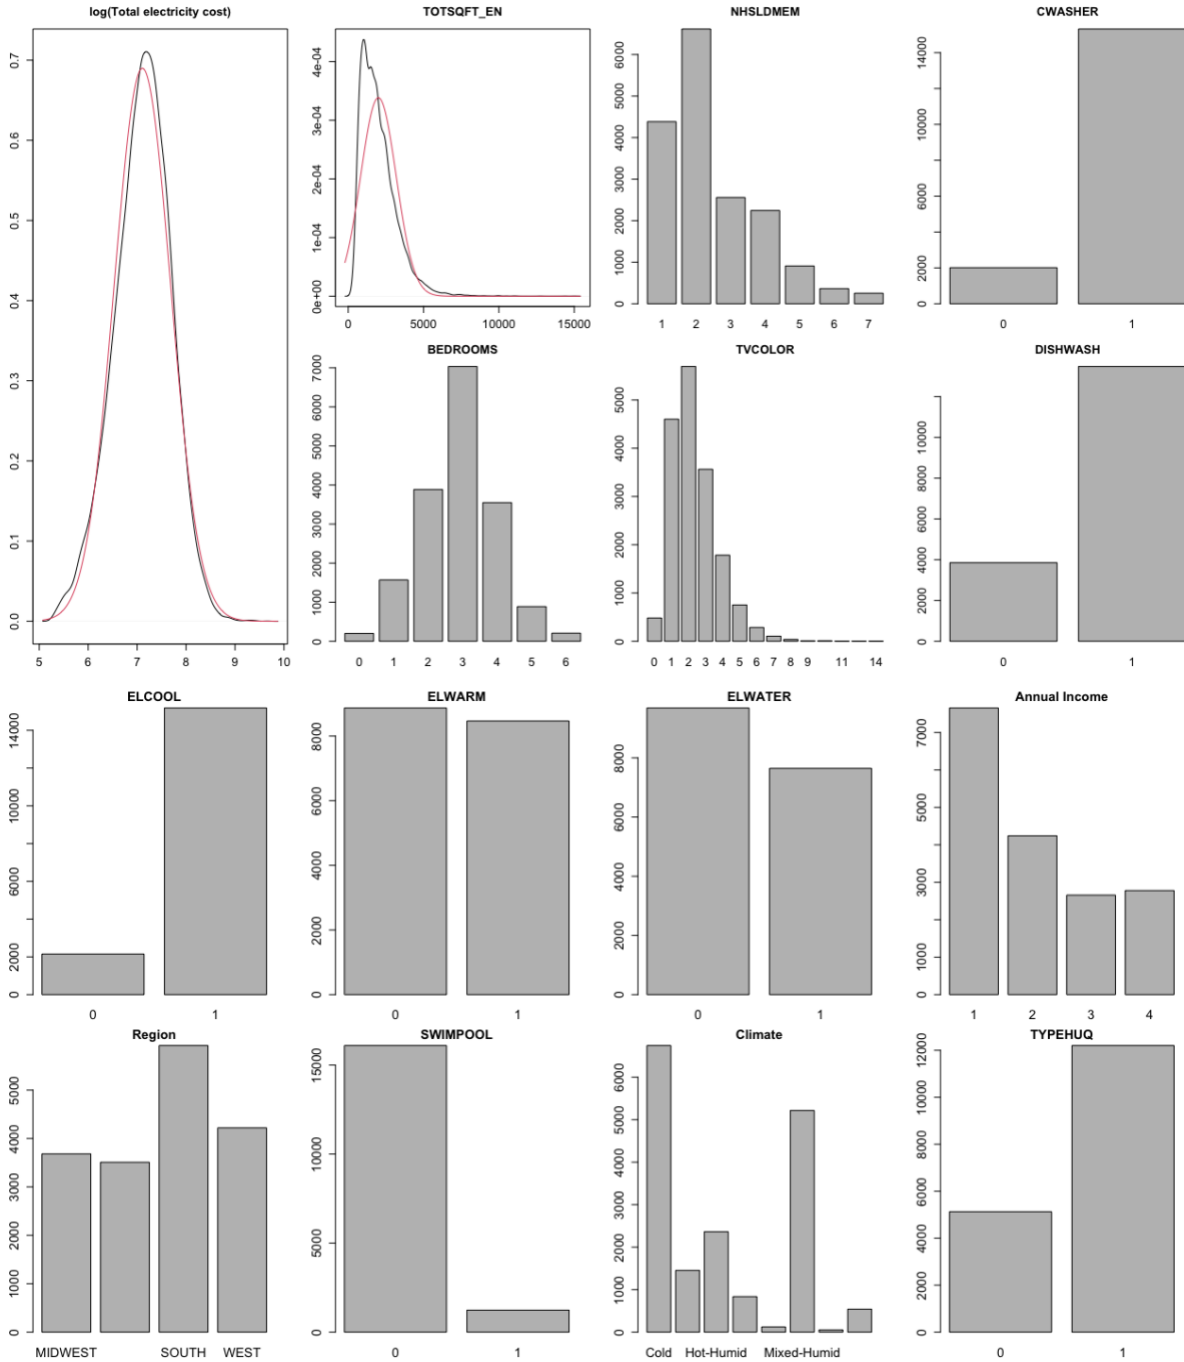 log(Total electricity cost)
0.0 0.1 0.2 0.3 0.4 0.5 0.6 0.7
5 6 7 8 9 10
TOTSQFT_EN
0e+00 1e-04 2e-04 3e-04 4e-04
0 5000 10000 15000
NHSLDMEM
0 1000 2000 3000 4000 5000 6000
1 2 3 4 5 6 7
CWASHER
0 2000 6000 10000 14000
0 1
BEDROOMS
0 1000 2000 3000 4000 5000 6000 7000
0 1 2 3 4 5 6
TVCOLOR
0 1000 2000 3000 4000 5000
0 1 2 3 4 5 6 7 8 9 11 14
DISHWASH
0 2000 4000 6000 10000
0 1
ELCOOL
0 2000 6000 10000 14000
0 1
ELWARM
0 2000 4000 6000 8000
0 1
ELWATER
0 2000 4000 6000 8000
0 1
Annual Income
0 1000 3000 5000 7000
1 2 3 4
Region
0 1000 2000 3000 4000 5000
MIDWEST SOUTH WEST
SWIMPOOL
0 5000 10000 15000
0 1
Climate
0 1000 2000 3000 4000 5000 6000
Cold Hot-Humid Mixed-Humid
TYPEHUQ
0 2000 4000 6000 8000 10000 12000
0 1